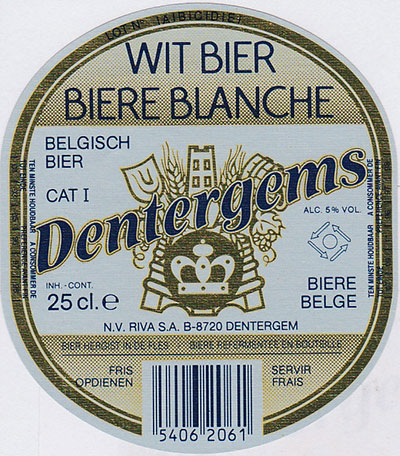 LOT N° A B C D E F
WIT BIER
BIERE BLANCHE
BELGISCH
BIER
CAT I
Dentergems
ALC. 5% VOL.
INH. - CONT.
25 cl. e
BIERE
BELGE
N.V. RIVA S.A. B-8720 DENTERGEM
BIER HERGIST IN DE FLES
BIERE REFERMENTEE EN BOUTEILLE
FRIS
OPDIENEN
SERVIR
FRAIS
5406 2061
TEN MINSTE HOUDBAAR A CONSOMMER DE
TEN MINSTE HOUDBAAR A CONSOMMER DE